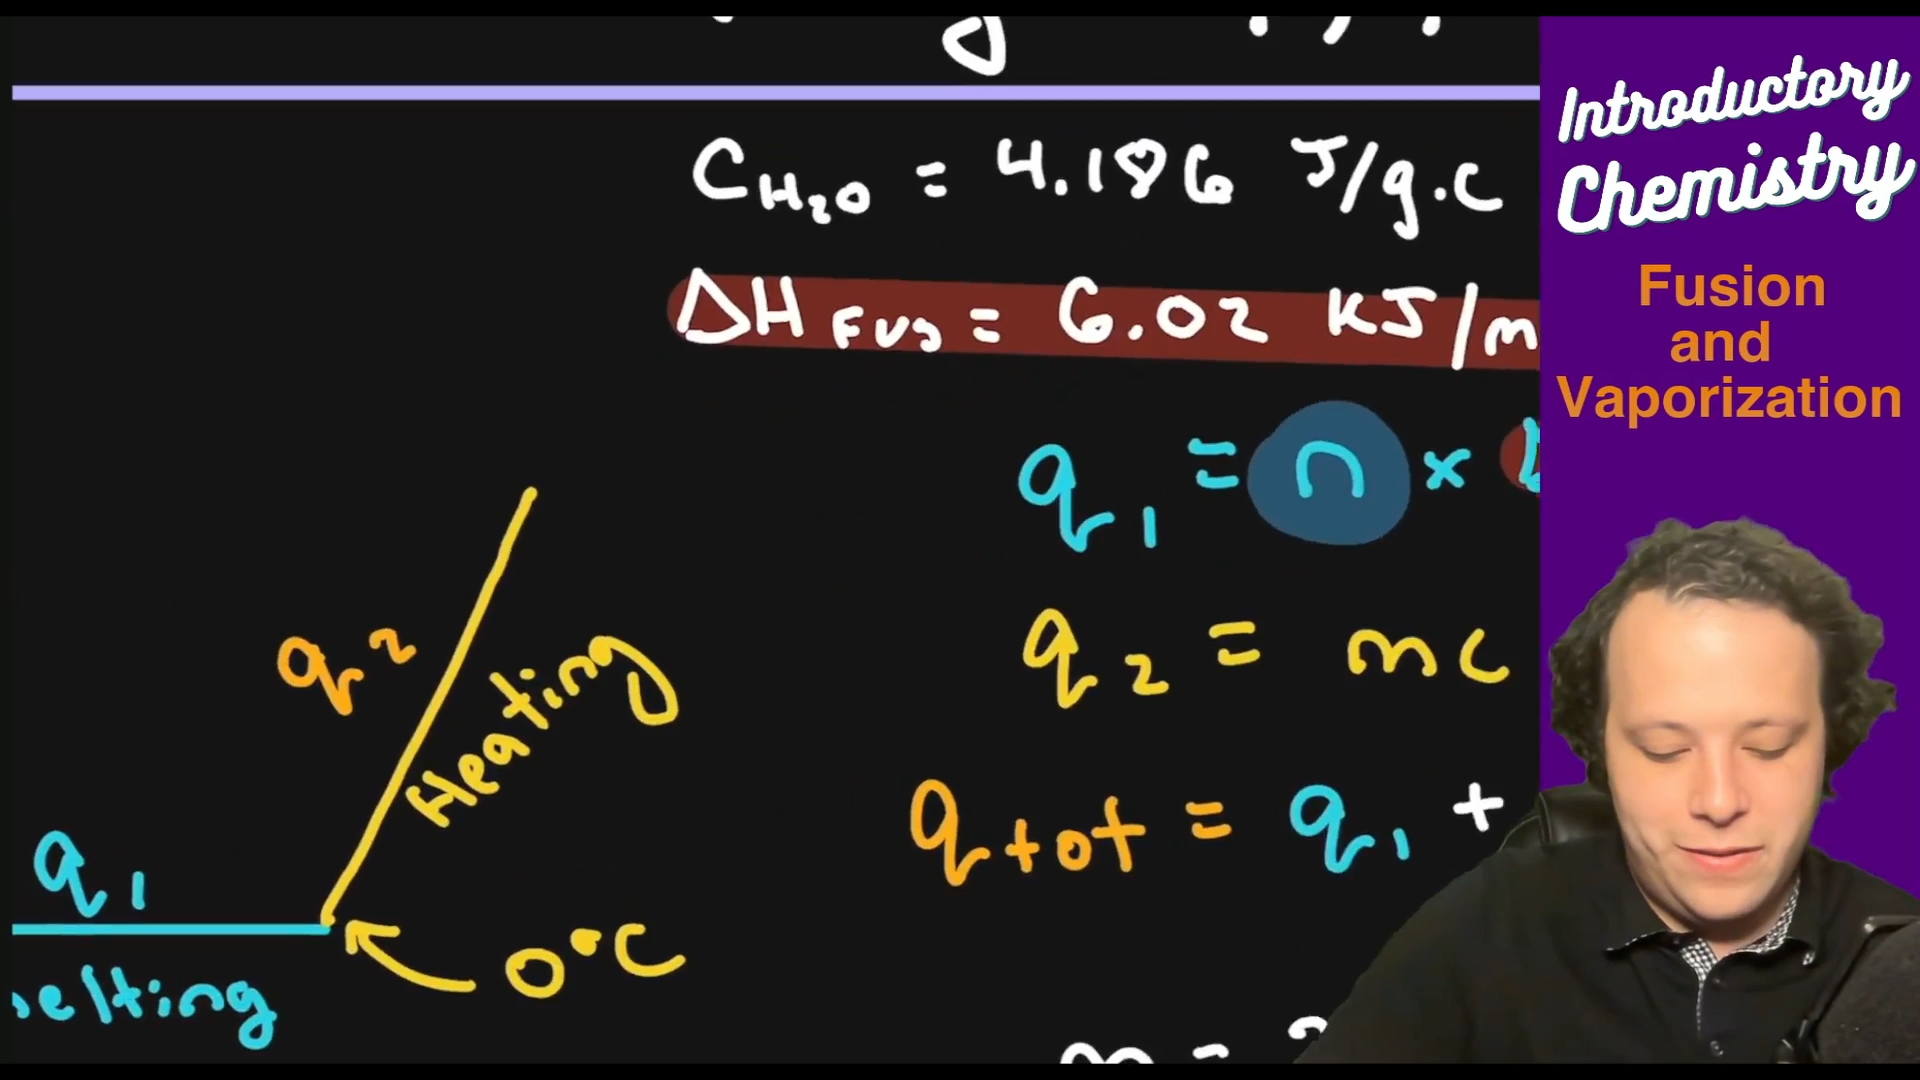 C H₂O = 4.186 J/g.C
ΔH Fus = 6.02 KJ/m
q₁ = n ×
q₂ = mc
qtot = q₁ +
q₂
Heating
q₁
0°C
elting
m =
Introductory
Chemistry
Fusion
and
Vaporization